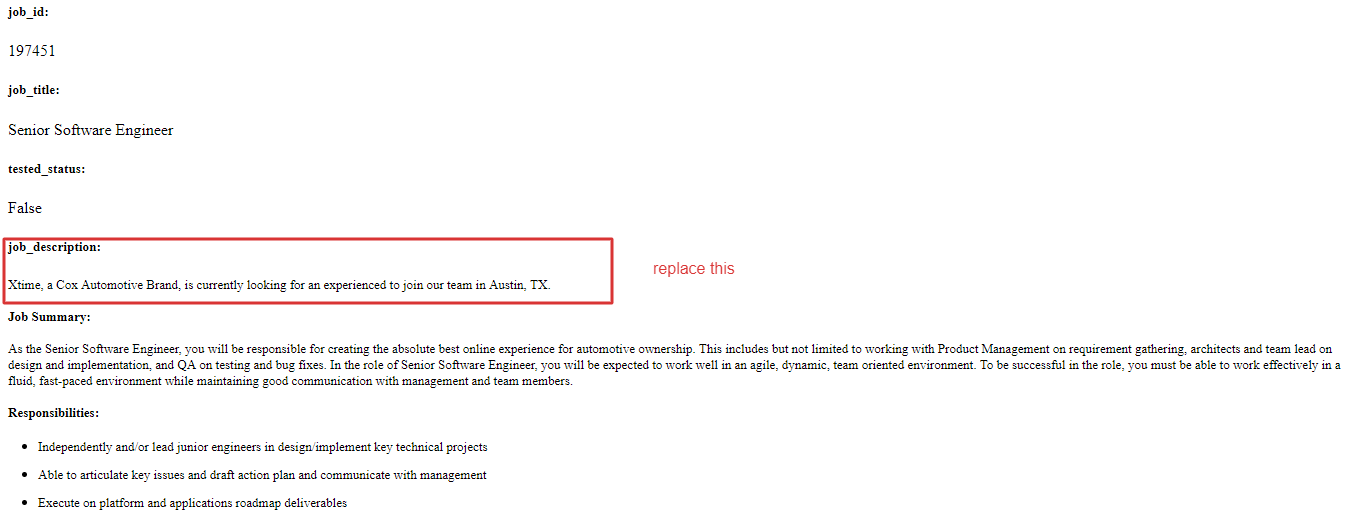 job_id:
197451
job_title:
Senior Software Engineer
tested_status:
False
job_description:
replace this
Xtime, a Cox Automotive Brand, is currently looking for an experienced to join our team in Austin, TX.
Job Summary:
As the Senior Software Engineer, you will be responsible for creating the absolute best online experience for automotive ownership. This includes but not limited to working with Product Management on requirement gathering, architects and team lead on
design and implementation, and QA on testing and bug fixes. In the role of Senior Software Engineer, you will be expected to work well in an agile, dynamic, team oriented environment. To be successful in the role, you must be able to work effectively in a
fluid, fast-paced environment while maintaining good communication with management and team members.
Responsibilities:
• Independently and/or lead junior engineers in design/implement key technical projects
• Able to articulate key issues and draft action plan and communicate with management
• Execute on platform and applications roadmap deliverables